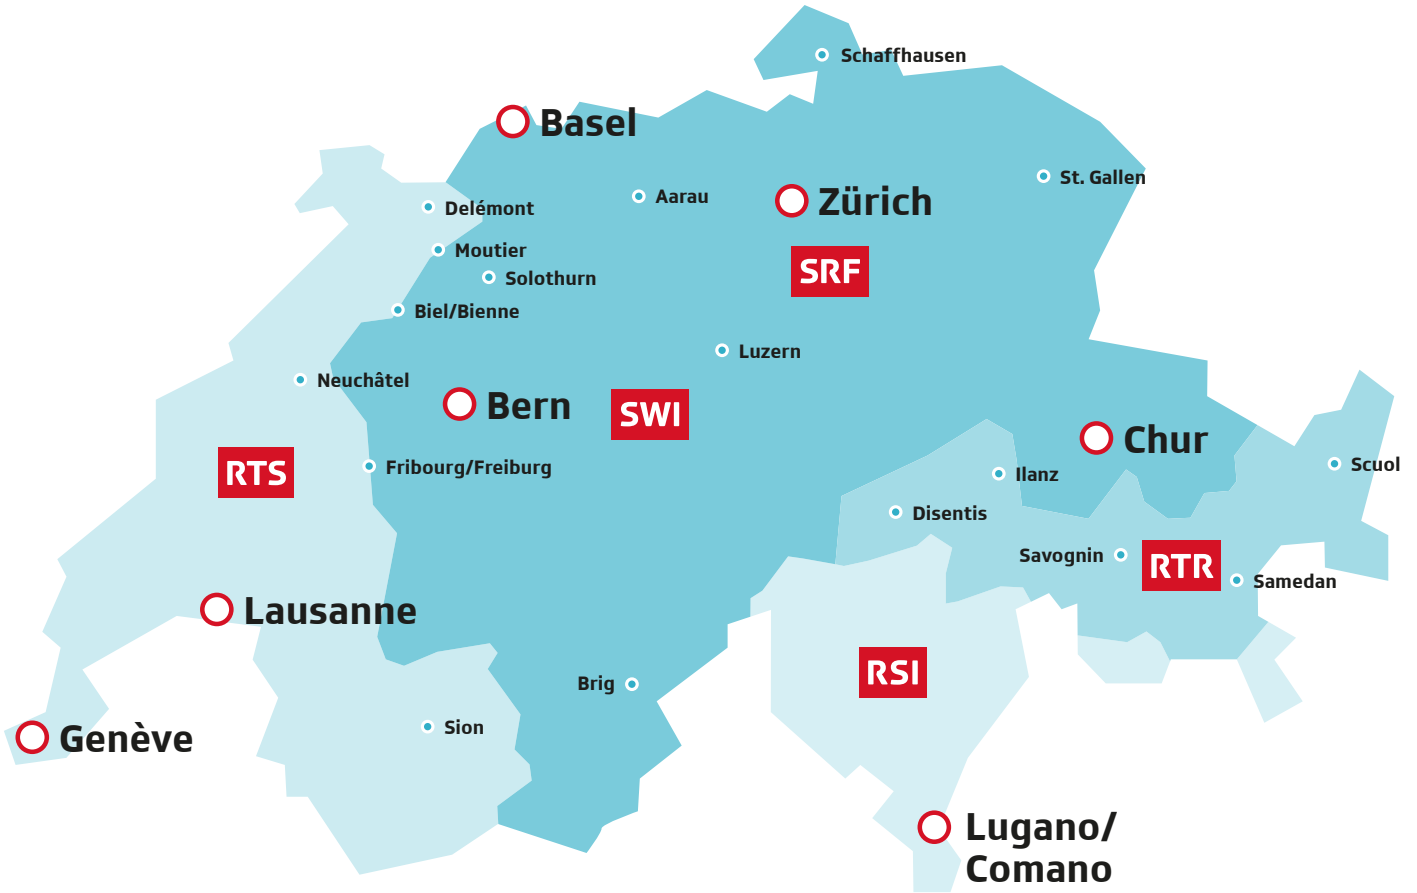 Schaffhausen
Basel
St. Gallen
Aarau
Zürich
Delémont
Moutier
SRF
Solothurn
Biel/Bienne
Luzern
Neuchâtel
Bern
SWI
Chur
RTS
Fribourg/Freiburg
Scuol
Ilanz
Disentis
Savognin
RTR
Samedan
Lausanne
RSI
Brig
Sion
Genève
Lugano/
Comano